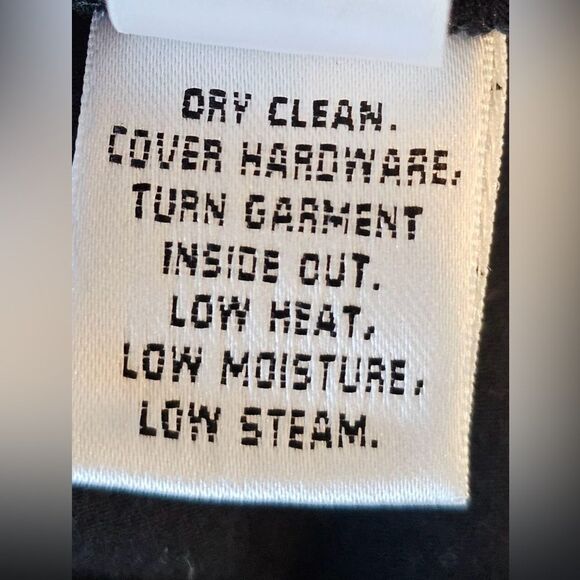 DRY CLEAN.
COVER HARDWARE,
TURN GARMENT
INSIDE OUT.
LOW HEAT,
LOW MOISTURE,
LOW STEAM.